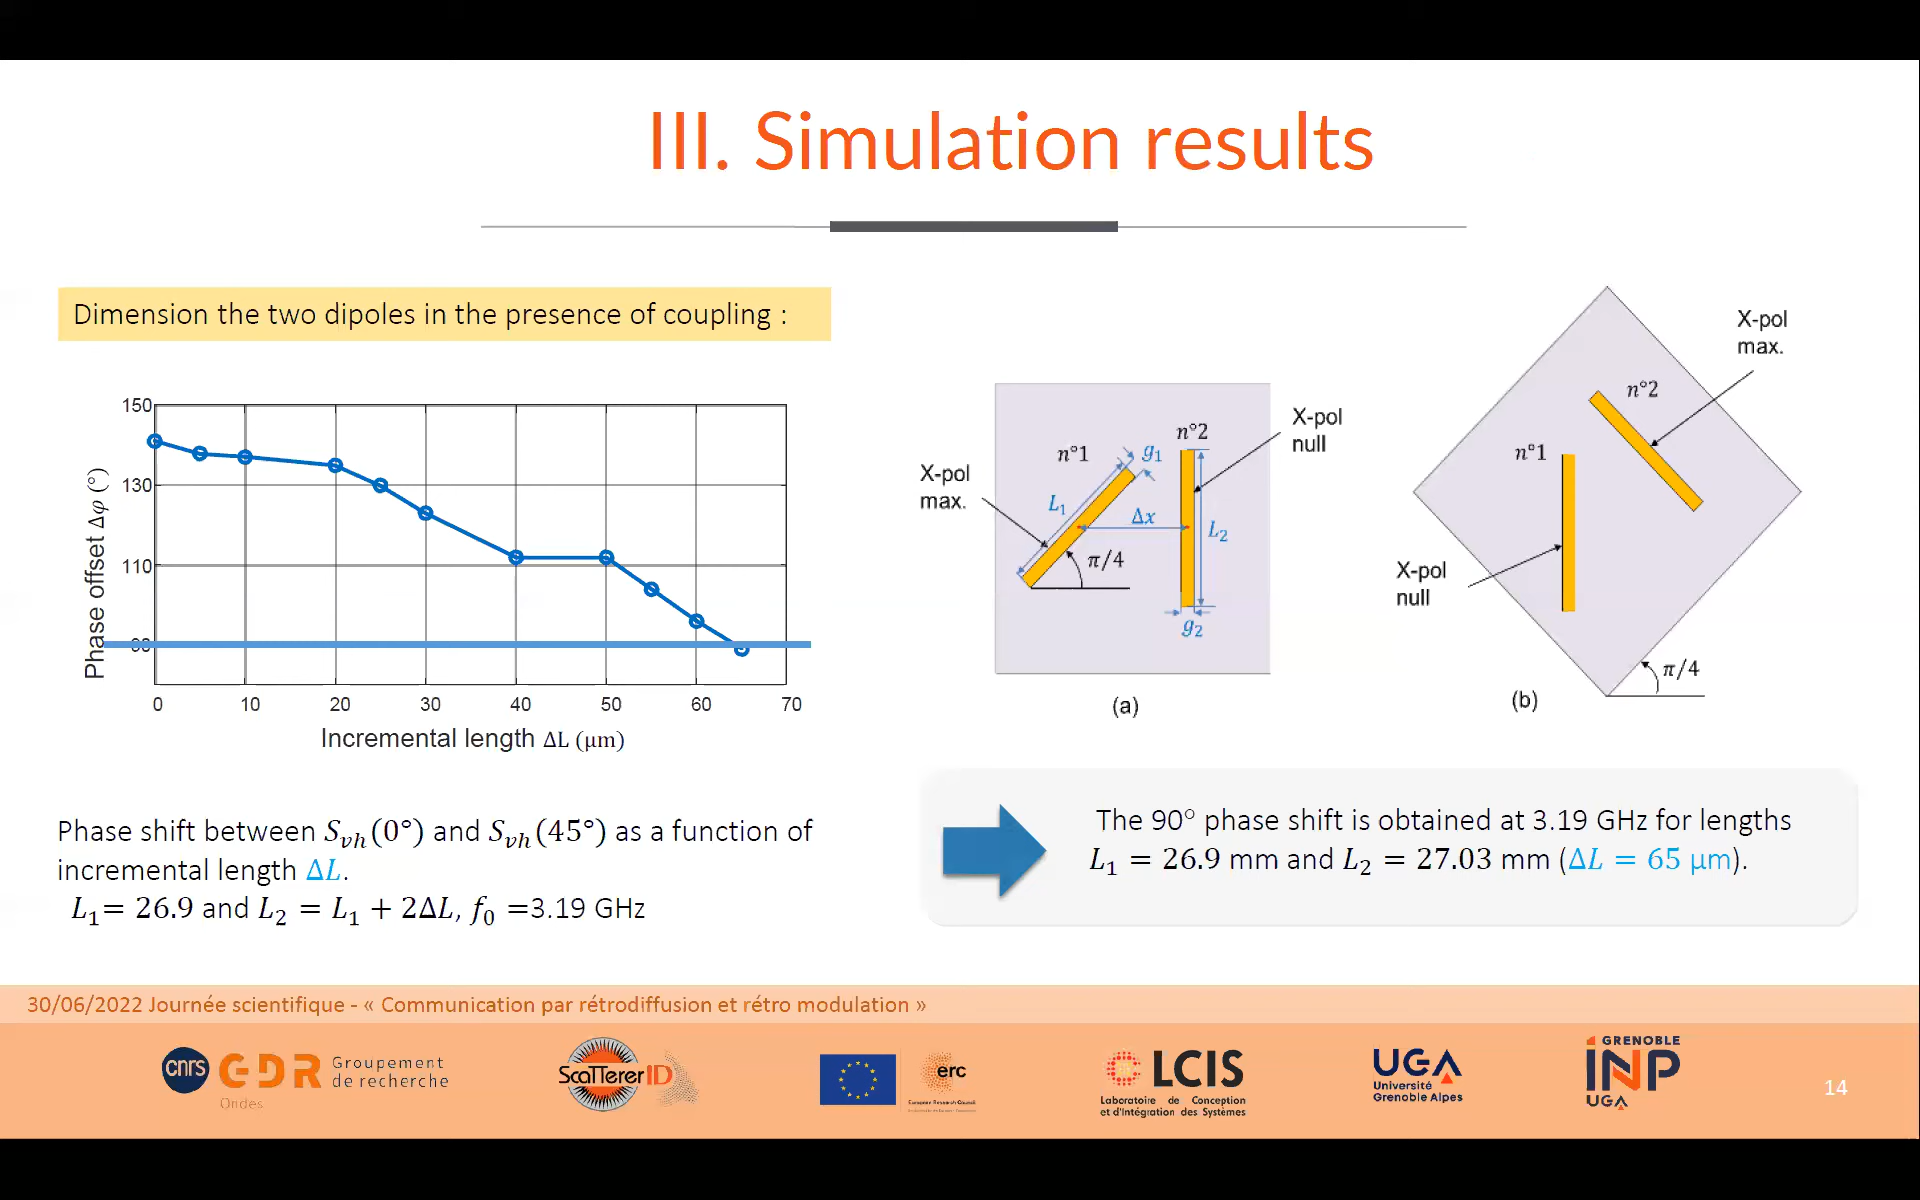 III. Simulation results
Dimension the two dipoles in the presence of coupling :
150
130
110
90
Phase offset Δφ (°)
0 10 20 30 40 50 60 70
Incremental length ΔL (μm)
Phase shift between Svh(0°) and Svh(45°) as a function of
incremental length ΔL.
L1= 26.9 and L2 = L1 + 2ΔL, f0 =3.19 GHz
X-pol
max.
n°1
L1
g1
n°2
Δx
L2
π/4
g2
X-pol
null
(a)
X-pol
max.
n°2
n°1
X-pol
null
π/4
(b)
The 90° phase shift is obtained at 3.19 GHz for lengths
L1 = 26.9 mm and L2 = 27.03 mm (ΔL = 65 μm).
30/06/2022 Journée scientifique - « Communication par rétrodiffusion et rétro modulation »
cnrs
GDR
Groupement
de recherche
Ondes
ScaTTererID
erc
European Research Council
LCIS
Laboratoire de Conception
et d'Intégration des Systèmes
UGA
Université
Grenoble Alpes
GRENOBLE
INP
UGA
14